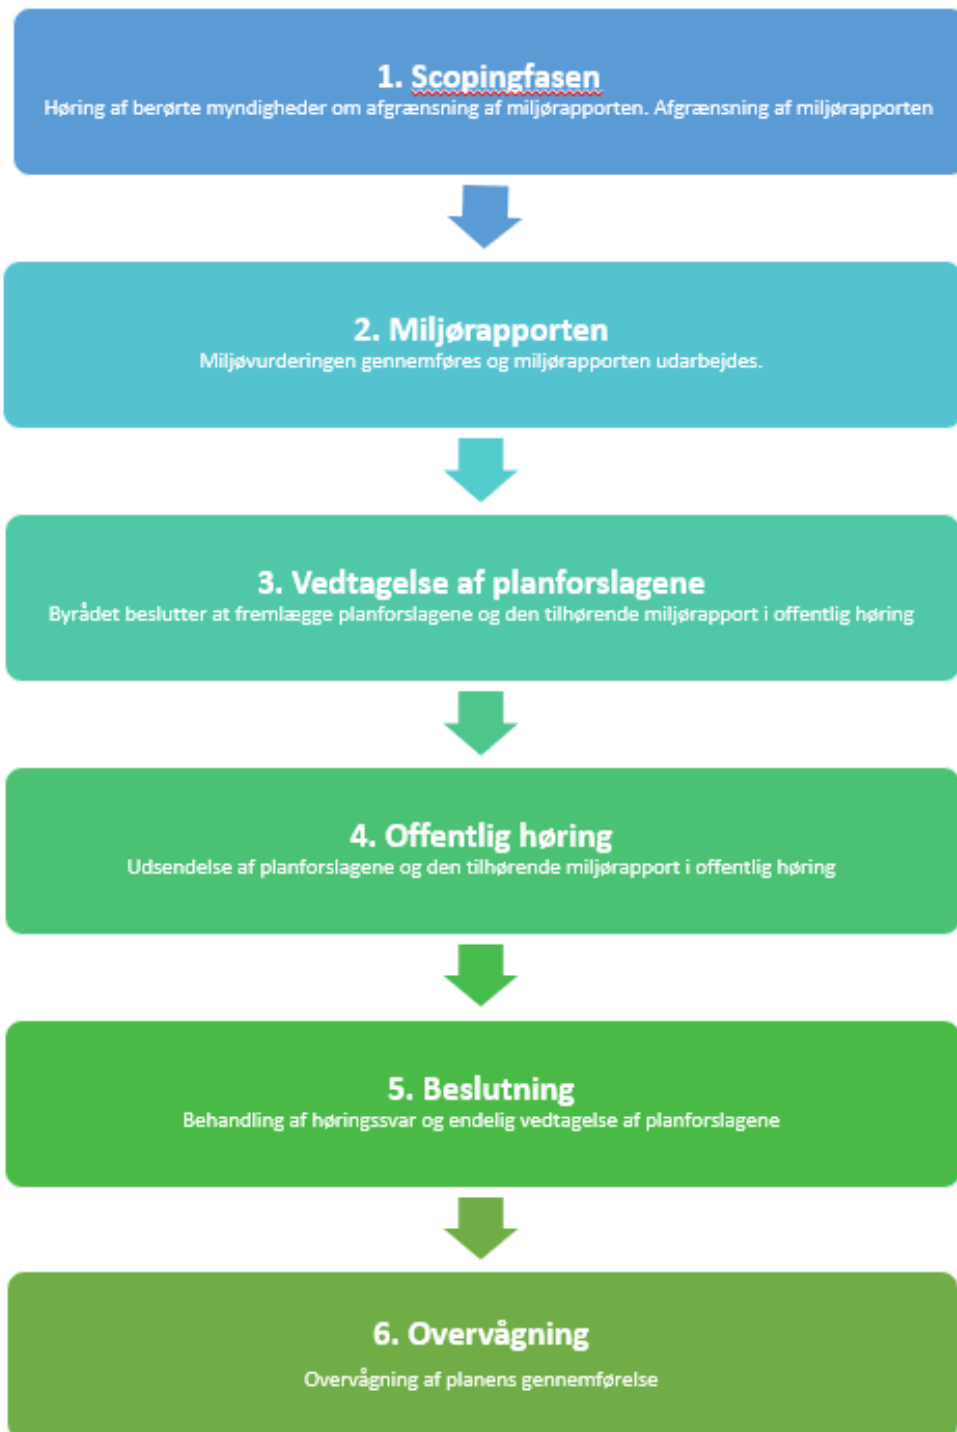 1. Scopingfasen
Høring af berørte myndigheder om afgrænsning af miljørapporten. Afgrænsning af miljørapporten
2. Miljørapporten
Miljøvurderingen gennemføres og miljørapporten udarbejdes.
3. Vedtagelse af planforslagene
Byrådet beslutter at fremlægge planforslagene og den tilhørende miljørapport i offentlig høring
4. Offentlig høring
Udsendelse af planforslagene og den tilhørende miljørapport i offentlig høring
5. Beslutning
Behandling af høringssvar og endelig vedtagelse af planforslagene
6. Overvågning
Overvågning af planens gennemførelse